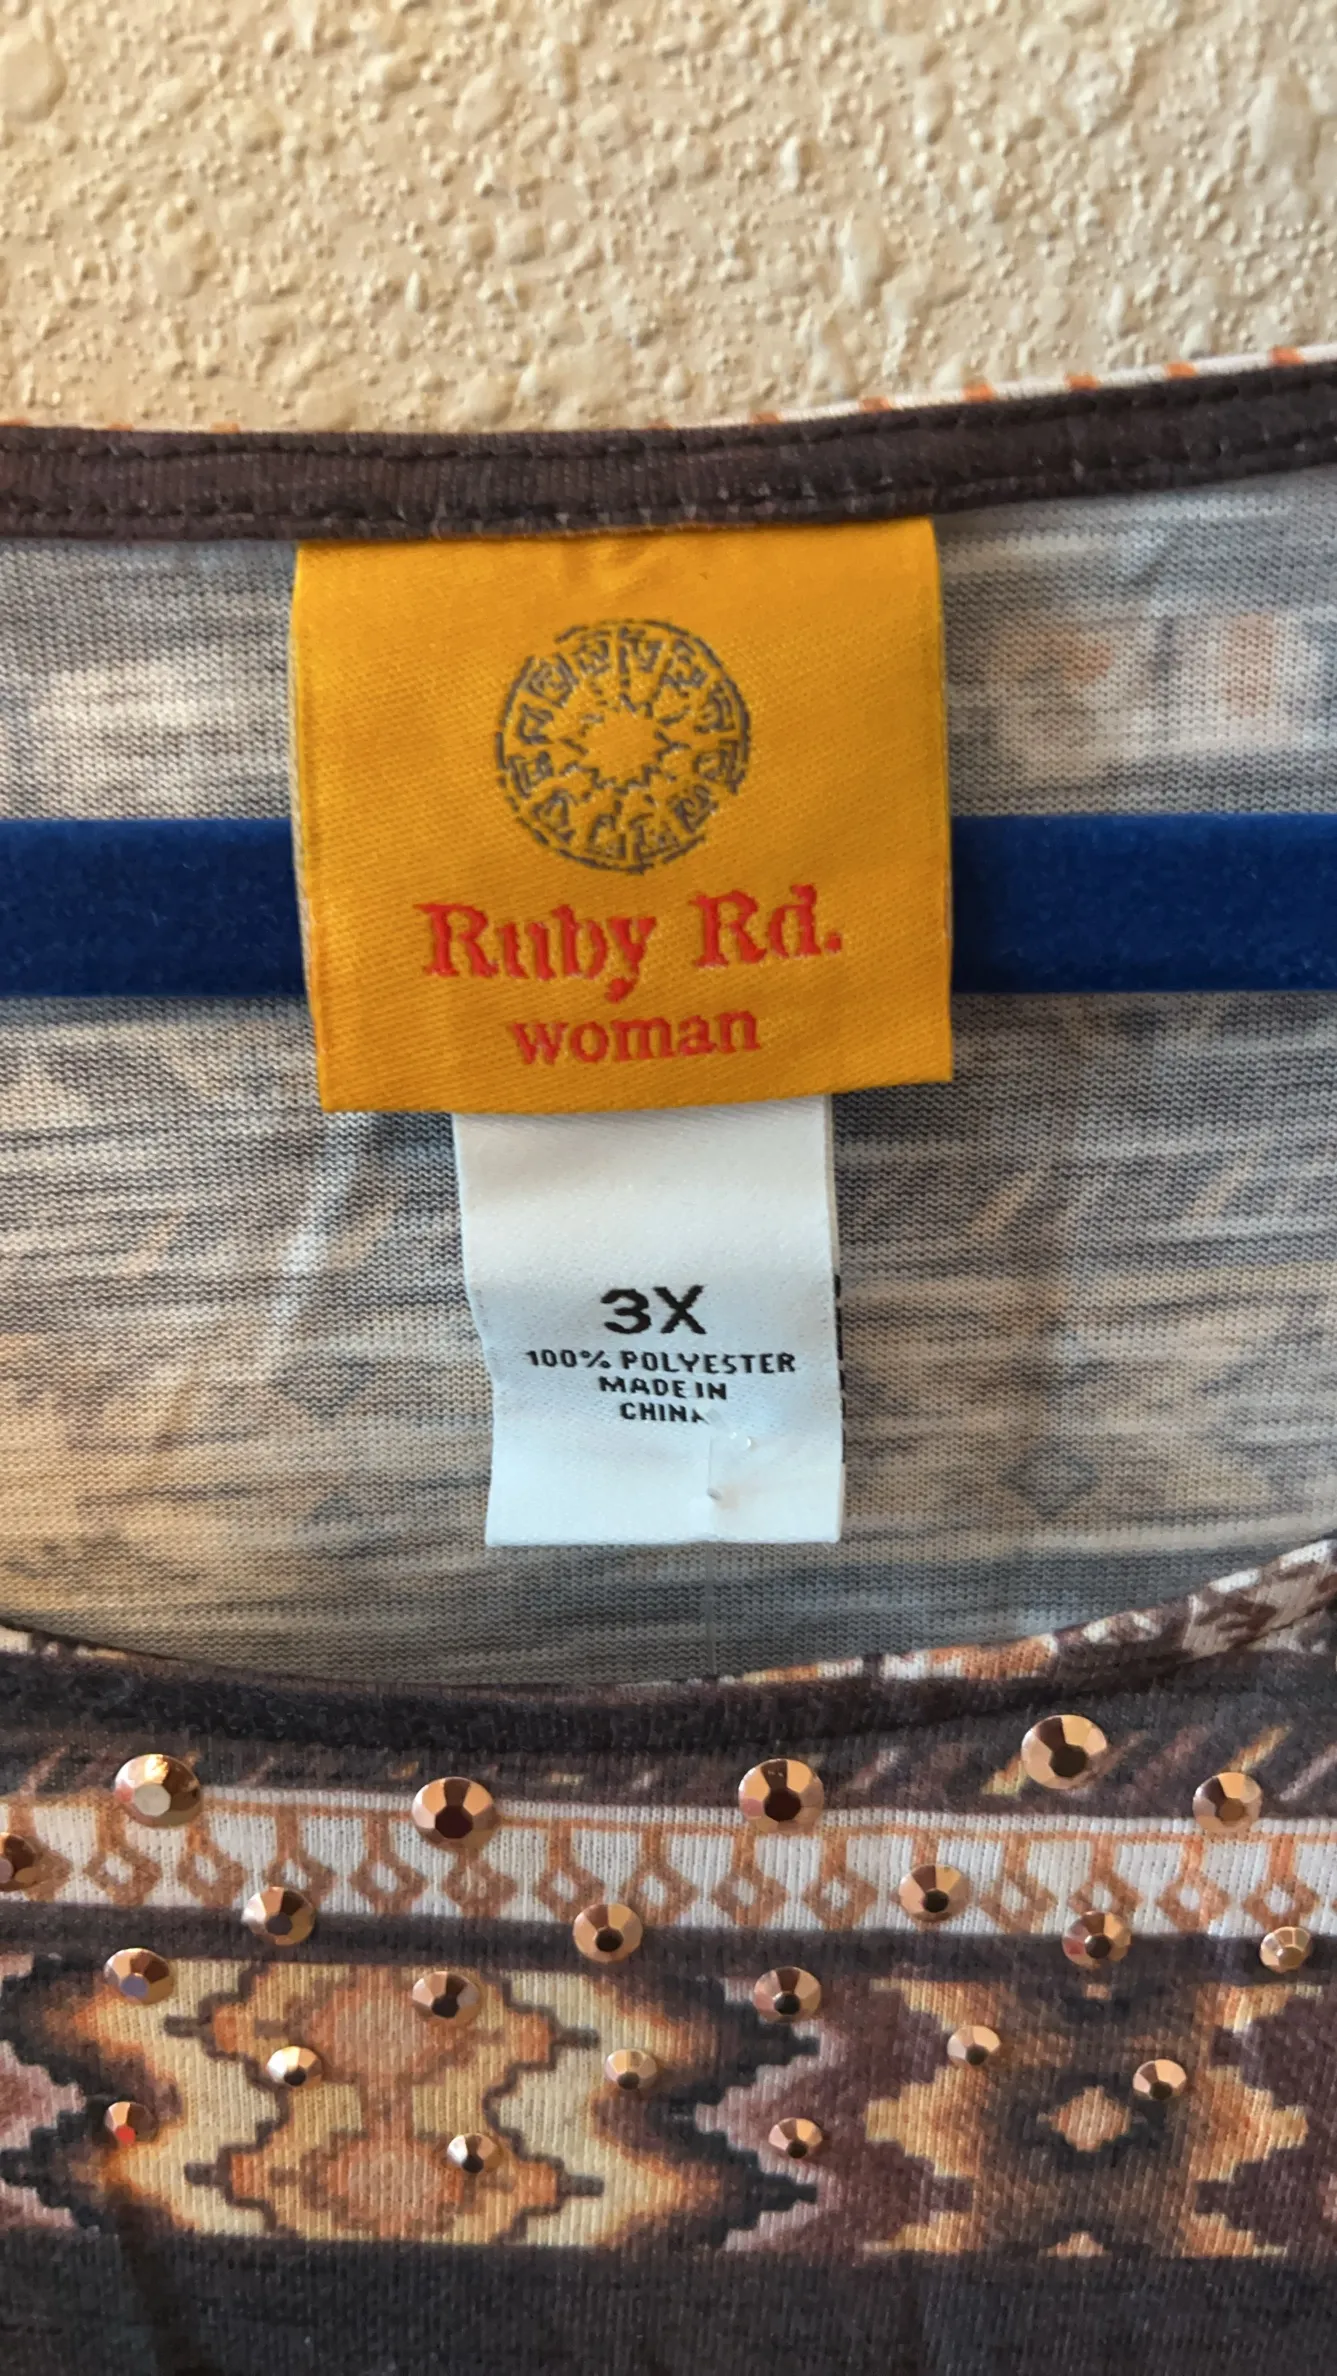 Ruby Rd.
woman
3X
100% POLYESTER
MADE IN
CHINA